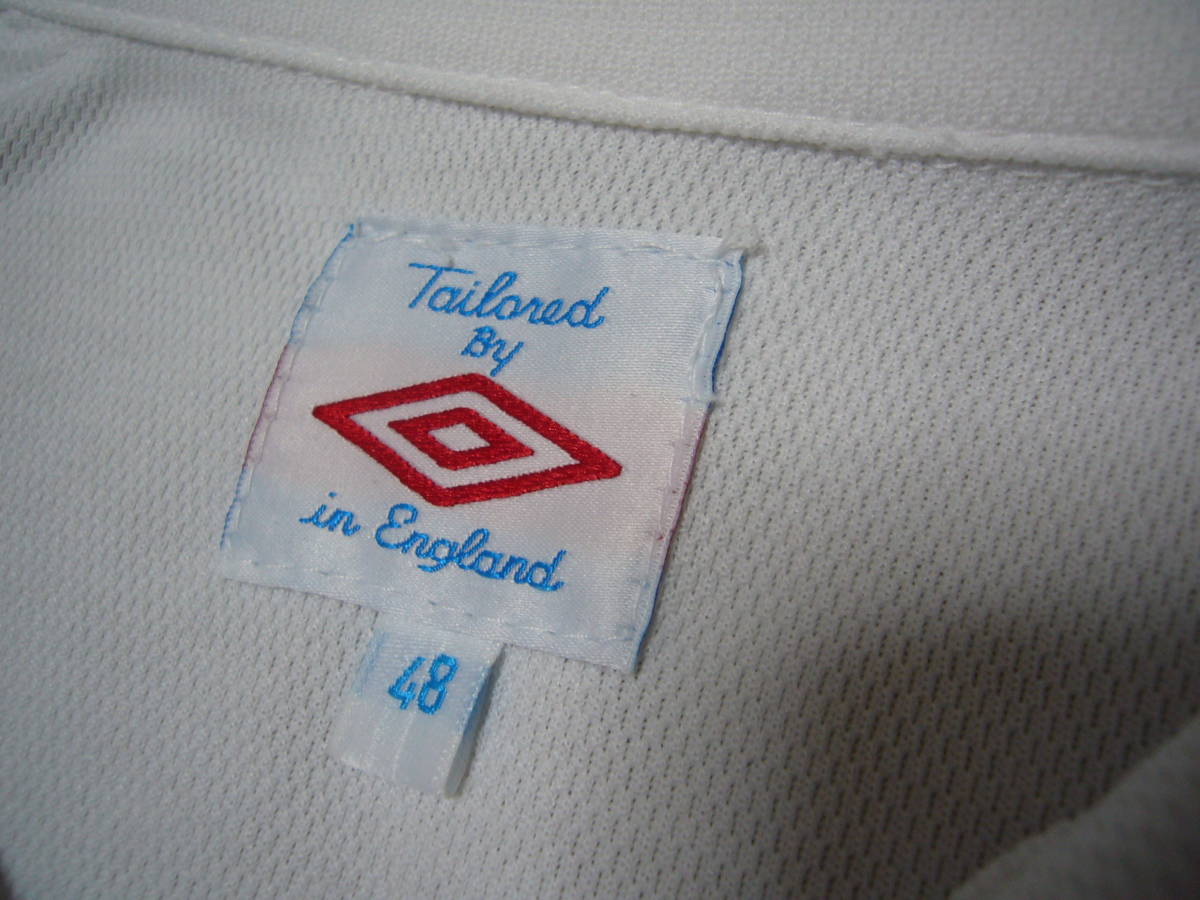 Tailored
By
in England
48